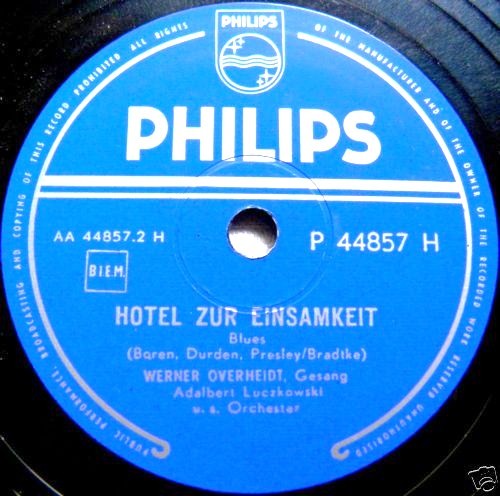 PHILIPS
PHILIPS
AA 44857.2 H
P 44857 H
B.I.E.M.
HOTEL ZUR EINSAMKEIT
Blues
(Baren, Durden, Presley/Bradtke)
WERNER OVERHEIDT, Gesang
Adalbert Luczkowski
u. s. Orchester
PUBLIC PERFORMANCE, BROADCASTING AND COPYING OF THIS RECORD PROHIBITED ALL RIGHTS
OF THE MANUFACTURER AND OF THE OWNER OF THE RECORDED WORK RESERVED UNAUTHORISED